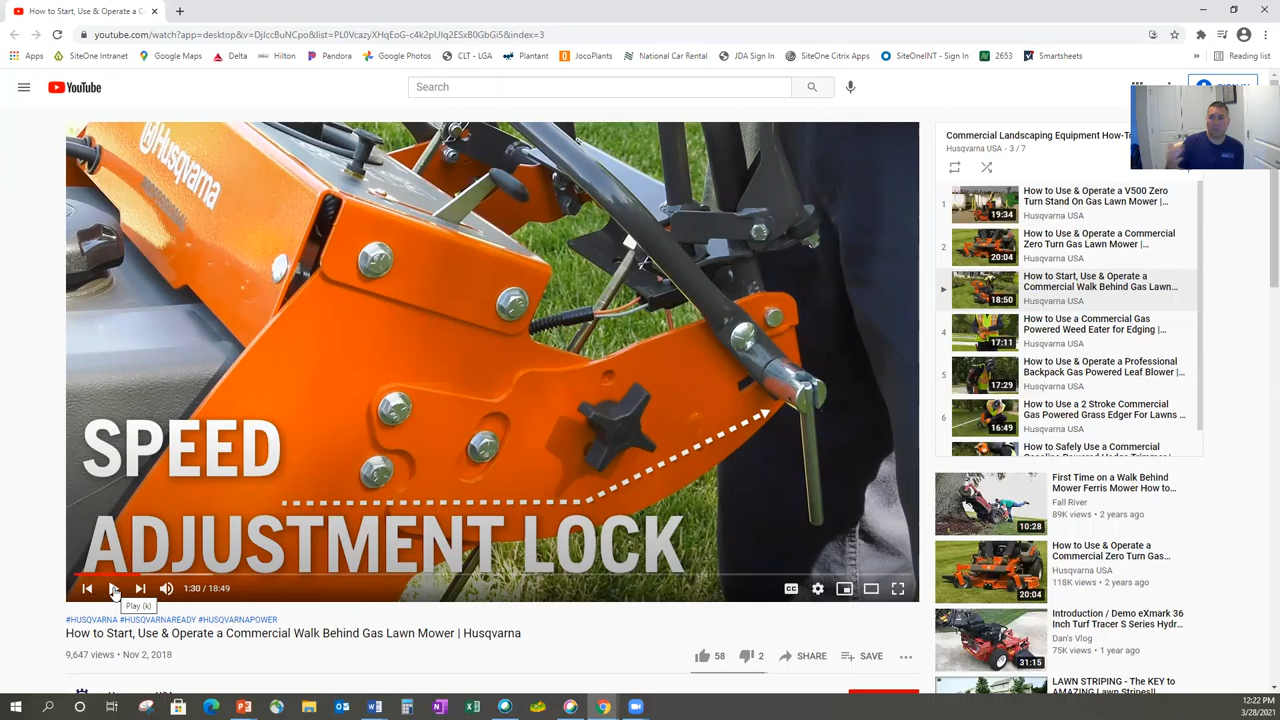 How to Start, Use & Operate a C
youtube.com/watch?app=desktop&v=DjIccBuNCpo&list=PL0VcazyXHqEoG-c4k2pUIq2ESxB0GbGi5&index=3
Apps
SiteOne Intranet
Google Maps
Delta
Hilton
Pandora
Google Photos
CLT - LGA
Plantant
JocoPlants
National Car Rental
JDA Sign In
SiteOne Citrix Apps
SiteOneINT - Sign In
2653
Smartsheets
Reading list
YouTube
Search
@Husqvarna
SPEED
ADJUSTMENT LOCK
1:30 / 18:49
CC
Play (k)
#HUSQVARNA #HUSQVARNAREADY #HUSQVARNAPOWER
How to Start, Use & Operate a Commercial Walk Behind Gas Lawn Mower | Husqvarna
9,647 views • Nov 2, 2018
58
2
SHARE
SAVE
Commercial Landscaping Equipment How-To
Husqvarna USA - 3 / 7
1
19:34
How to Use & Operate a V500 Zero
Turn Stand On Gas Lawn Mower |...
Husqvarna USA
2
20:04
How to Use & Operate a Commercial
Zero Turn Gas Lawn Mower |...
Husqvarna USA
18:50
How to Start, Use & Operate a
Commercial Walk Behind Gas Lawn...
Husqvarna USA
4
17:11
How to Use a Commercial Gas
Powered Weed Eater for Edging |...
Husqvarna USA
5
17:29
How to Use & Operate a Professional
Backpack Gas Powered Leaf Blower |...
Husqvarna USA
6
16:49
How to Use a 2 Stroke Commercial
Gas Powered Grass Edger For Lawns ...
Husqvarna USA
How to Safely Use a Commercial
10:28
First Time on a Walk Behind
Mower Ferris Mower How to...
Fall River
89K views • 2 years ago
20:04
How to Use & Operate a
Commercial Zero Turn Gas...
Husqvarna USA
118K views • 2 years ago
31:15
Introduction / Demo eXmark 36
Inch Turf Tracer S Series Hydr...
Dan's Vlog
75K views • 1 year ago
LAWN STRIPING - The KEY to
AMAZING Lawn Stripes!!
12:22 PM
3/28/2021